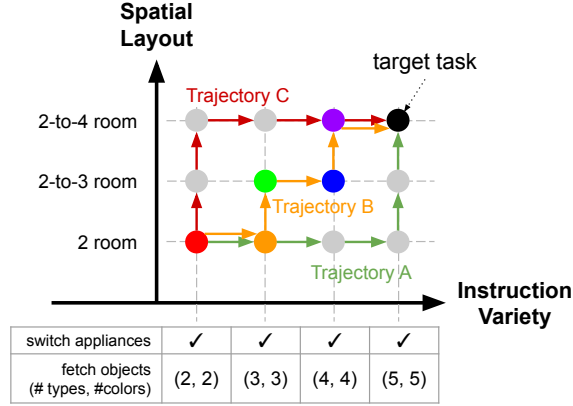 Spatial
Layout
target task
Trajectory C
2-to-4 room
2-to-3 room
Trajectory B
2 room
Trajectory A
Instruction
Variety
switch appliances ✓ ✓ ✓ ✓
fetch objects
(# types, #colors) (2, 2) (3, 3) (4, 4) (5, 5)